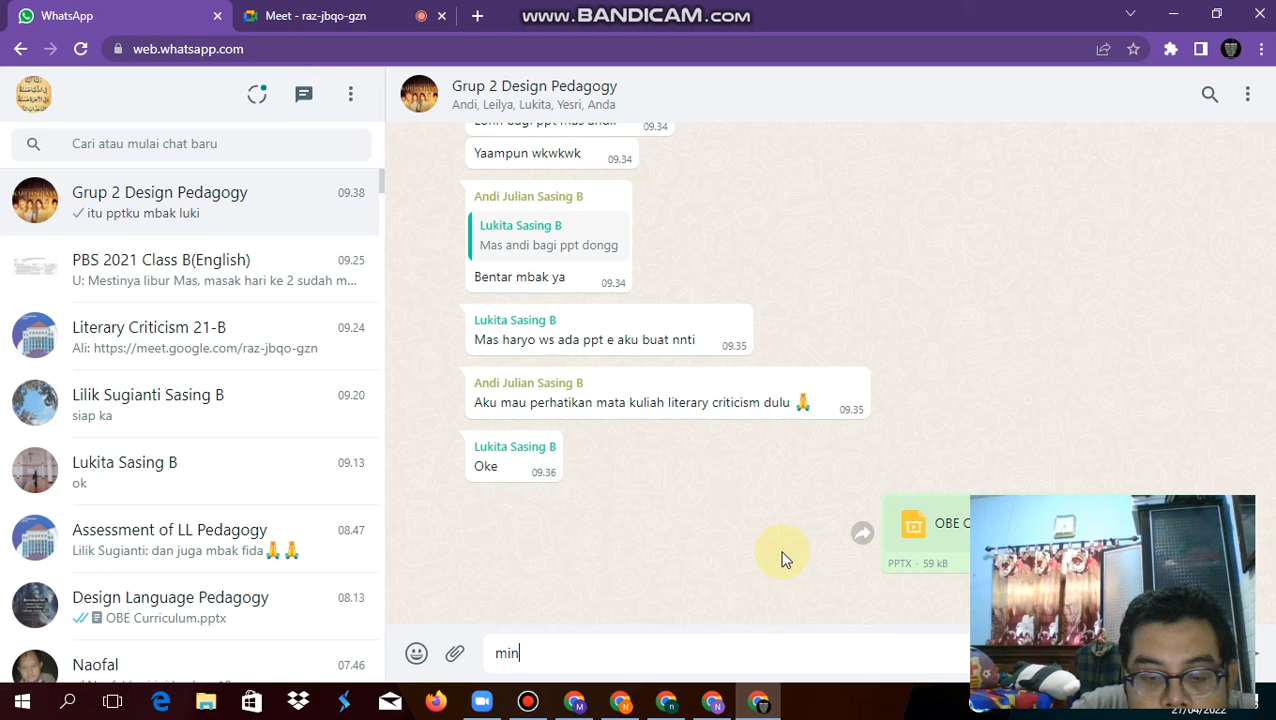 WhatsApp
Meet - raz-jbqo-gzn
www.BANDICAM.com
web.whatsapp.com
Cari atau mulai chat baru
Grup 2 Design Pedagogy
09.38
itu pptku mbak luki
PBS 2021 Class B(English)
09.25
U: Mestinya libur Mas, masak hari ke 2 sudah m...
Literary Criticism 21-B
09.24
Ali: https://meet.google.com/raz-jbqo-gzn
Lilik Sugianti Sasing B
09.20
siap ka
Lukita Sasing B
09.13
ok
Assessment of LL Pedagogy
08.47
Lilik Sugianti: dan juga mbak fida🙏🙏
Design Language Pedagogy
08.13
OBE Curriculum.pptx
Naofal
07.46
Grup 2 Design Pedagogy
Andi, Leilya, Lukita, Yesri, Anda
09.34
Yaampun wkwkwk
09.34
Andi Julian Sasing B
Lukita Sasing B
Mas andi bagi ppt dongg
Bentar mbak ya
09.34
Lukita Sasing B
Mas haryo ws ada ppt e aku buat nnti
09.35
Andi Julian Sasing B
Aku mau perhatikan mata kuliah literary criticism dulu 🙏
09.35
Lukita Sasing B
Oke
09.36
OBE C
PPTX • 59 kB
min
21/04/2022